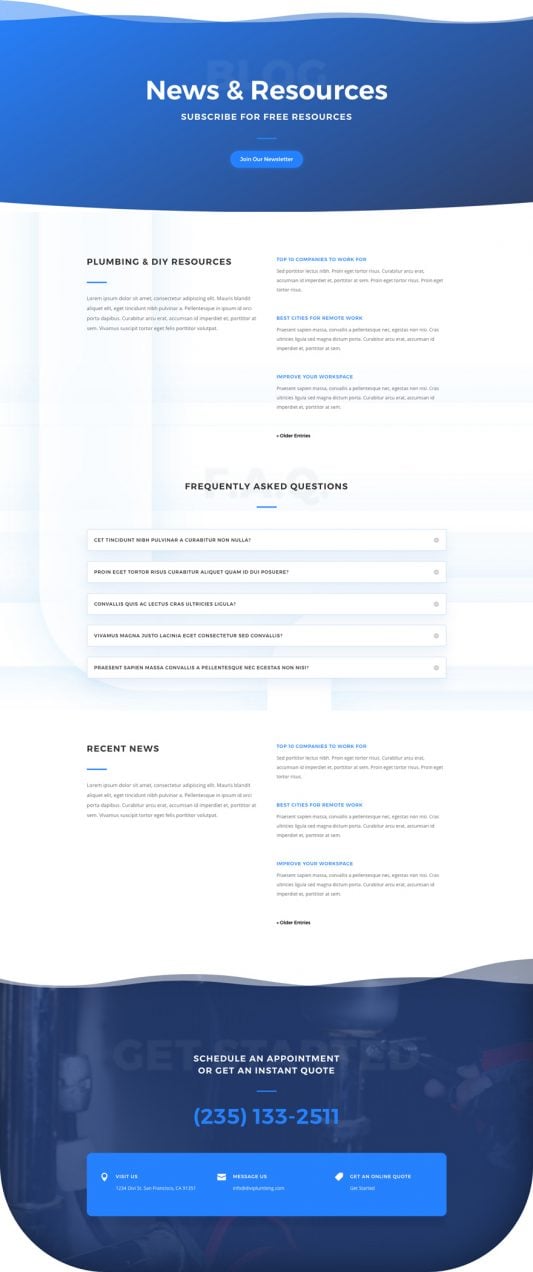 BLOG
News & Resources
SUBSCRIBE FOR FREE RESOURCES
Join Our Newsletter
PLUMBING & DIY RESOURCES
Lorem ipsum dolor sit amet, consectetur adipiscing elit. Mauris blandit
aliquet elit, eget tincidunt nibh pulvinar a. Pellentesque in ipsum id orci
porta dapibus. Curabitur arcu erat, accumsan id imperdiet et, porttitor at
sem. Vivamus suscipit tortor eget felis porttitor volutpat.
TOP 10 COMPANIES TO WORK FOR
Sed porttitor lectus nibh. Proin eget tortor risus. Curabitur arcu erat,
accumsan id imperdiet et, porttitor at sem. Proin eget tortor risus. Proin eget
tortor risus.
BEST CITIES FOR REMOTE WORK
Praesent sapien massa, convallis a pellentesque nec, egestas non nisi. Cras
ultricies ligula sed magna dictum porta. Curabitur arcu erat, accumsan id
imperdiet et, porttitor at sem.
IMPROVE YOUR WORKSPACE
Praesent sapien massa, convallis a pellentesque nec, egestas non nisi. Cras
ultricies ligula sed magna dictum porta. Curabitur arcu erat, accumsan id
imperdiet et, porttitor at sem.
« Older Entries
F.A.Q.
FREQUENTLY ASKED QUESTIONS
CET TINCIDUNT NIBH PULVINAR A CURABITUR NON NULLA?
PROIN EGET TORTOR RISUS CURABITUR ALIQUET QUAM ID DUI POSUERE?
CONVALLIS QUIS AC LECTUS CRAS ULTRICIES LIGULA?
VIVAMUS MAGNA JUSTO LACINIA EGET CONSECTETUR SED CONVALLIS?
PRAESENT SAPIEN MASSA CONVALLIS A PELLENTESQUE NEC EGESTAS NON NISI?
RECENT NEWS
Lorem ipsum dolor sit amet, consectetur adipiscing elit. Mauris blandit
aliquet elit, eget tincidunt nibh pulvinar a. Pellentesque in ipsum id orci
porta dapibus. Curabitur arcu erat, accumsan id imperdiet et, porttitor at
sem. Vivamus suscipit tortor eget felis porttitor volutpat.
TOP 10 COMPANIES TO WORK FOR
Sed porttitor lectus nibh. Proin eget tortor risus. Curabitur arcu erat,
accumsan id imperdiet et, porttitor at sem. Proin eget tortor risus. Proin eget
tortor risus.
BEST CITIES FOR REMOTE WORK
Praesent sapien massa, convallis a pellentesque nec, egestas non nisi. Cras
ultricies ligula sed magna dictum porta. Curabitur arcu erat, accumsan id
imperdiet et, porttitor at sem.
IMPROVE YOUR WORKSPACE
Praesent sapien massa, convallis a pellentesque nec, egestas non nisi. Cras
ultricies ligula sed magna dictum porta. Curabitur arcu erat, accumsan id
imperdiet et, porttitor at sem.
« Older Entries
GET STARTED
SCHEDULE AN APPOINTMENT
OR GET AN INSTANT QUOTE
(235) 133-2511
VISIT US
1234 Divi St. San Francisco, CA 91351
MESSAGE US
info@diviplumbing.com
GET AN ONLINE QUOTE
Get Started